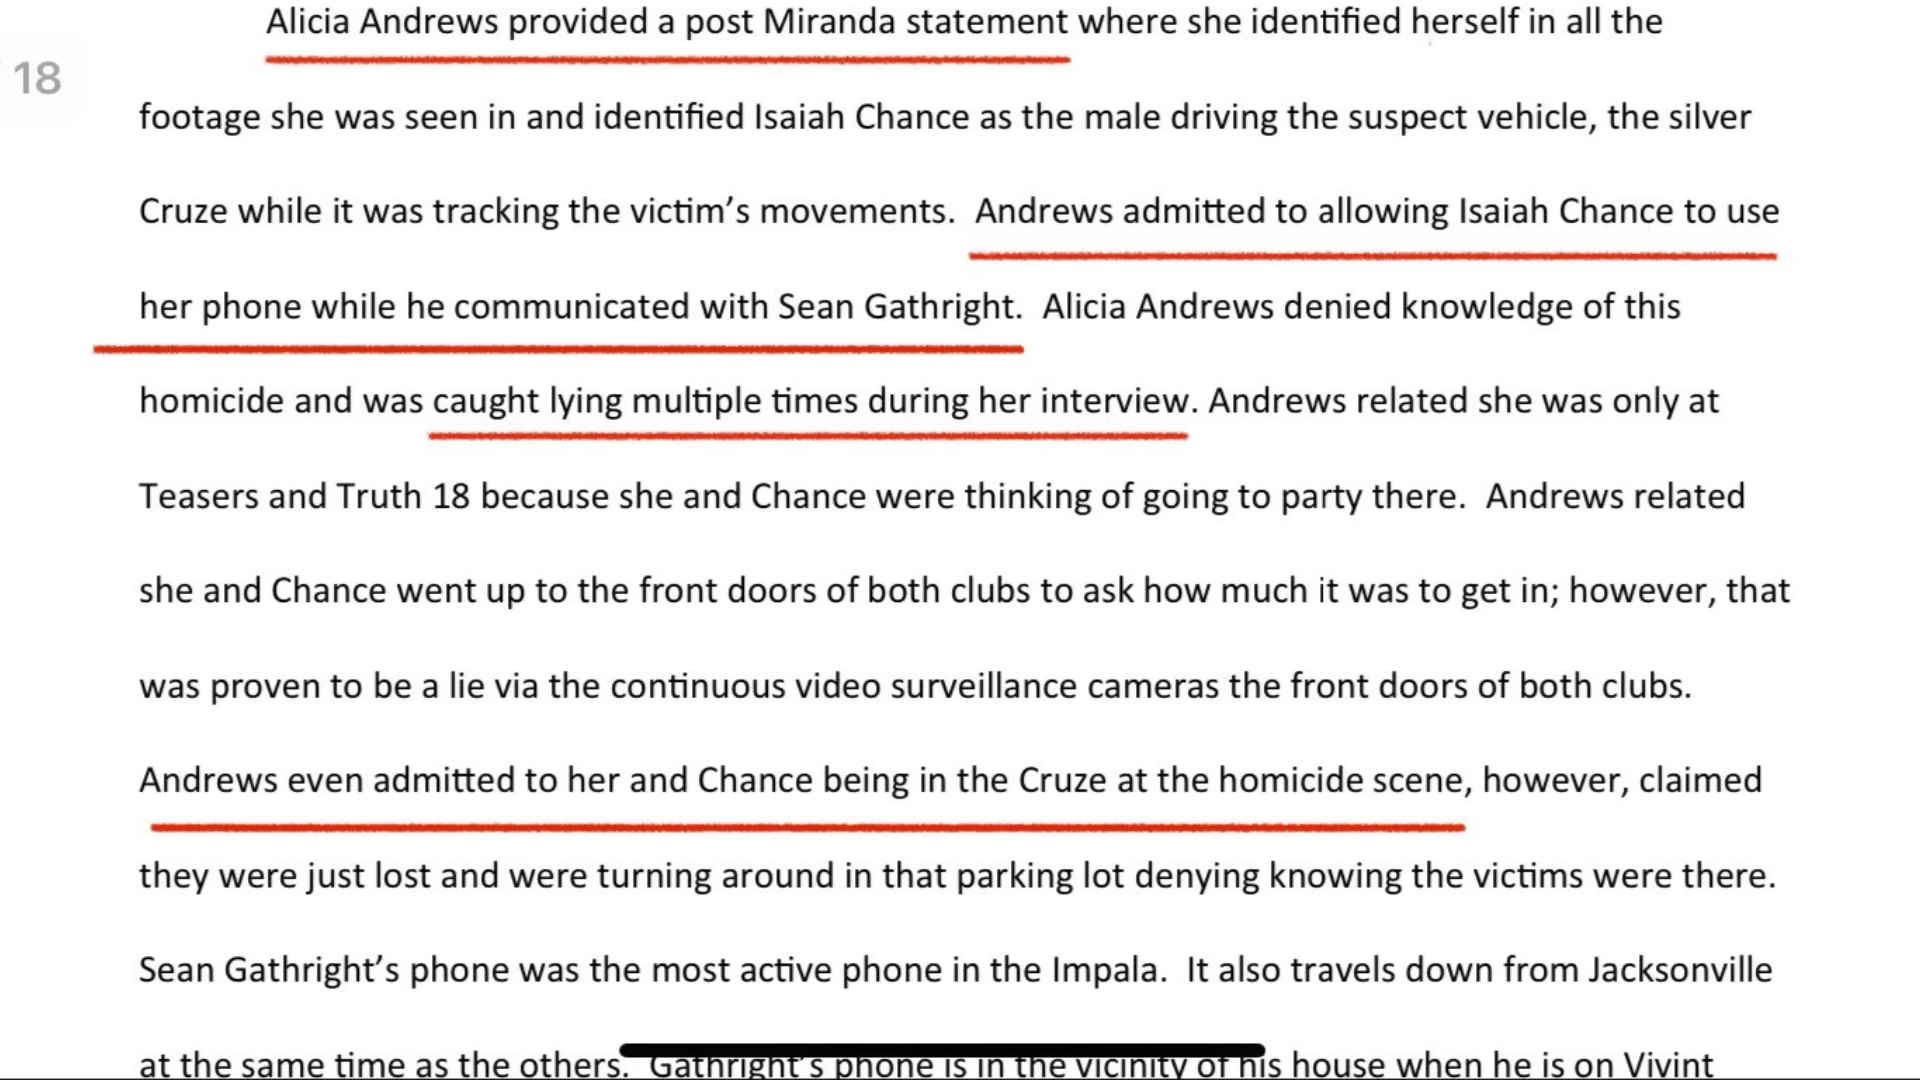 Alicia Andrews provided a post Miranda statement where she identified herself in all the
18
footage she was seen in and identified Isaiah Chance as the male driving the suspect vehicle, the silver
Cruze while it was tracking the victim’s movements.  Andrews admitted to allowing Isaiah Chance to use
her phone while he communicated with Sean Gathright.  Alicia Andrews denied knowledge of this
homicide and was caught lying multiple times during her interview. Andrews related she was only at
Teasers and Truth 18 because she and Chance were thinking of going to party there.  Andrews related
she and Chance went up to the front doors of both clubs to ask how much it was to get in; however, that
was proven to be a lie via the continuous video surveillance cameras the front doors of both clubs.
Andrews even admitted to her and Chance being in the Cruze at the homicide scene, however, claimed
they were just lost and were turning around in that parking lot denying knowing the victims were there.
Sean Gathright’s phone was the most active phone in the Impala.  It also travels down from Jacksonville
at the same time as the others.  Gathright’s phone is in the vicinity of his house when he is on Vivint